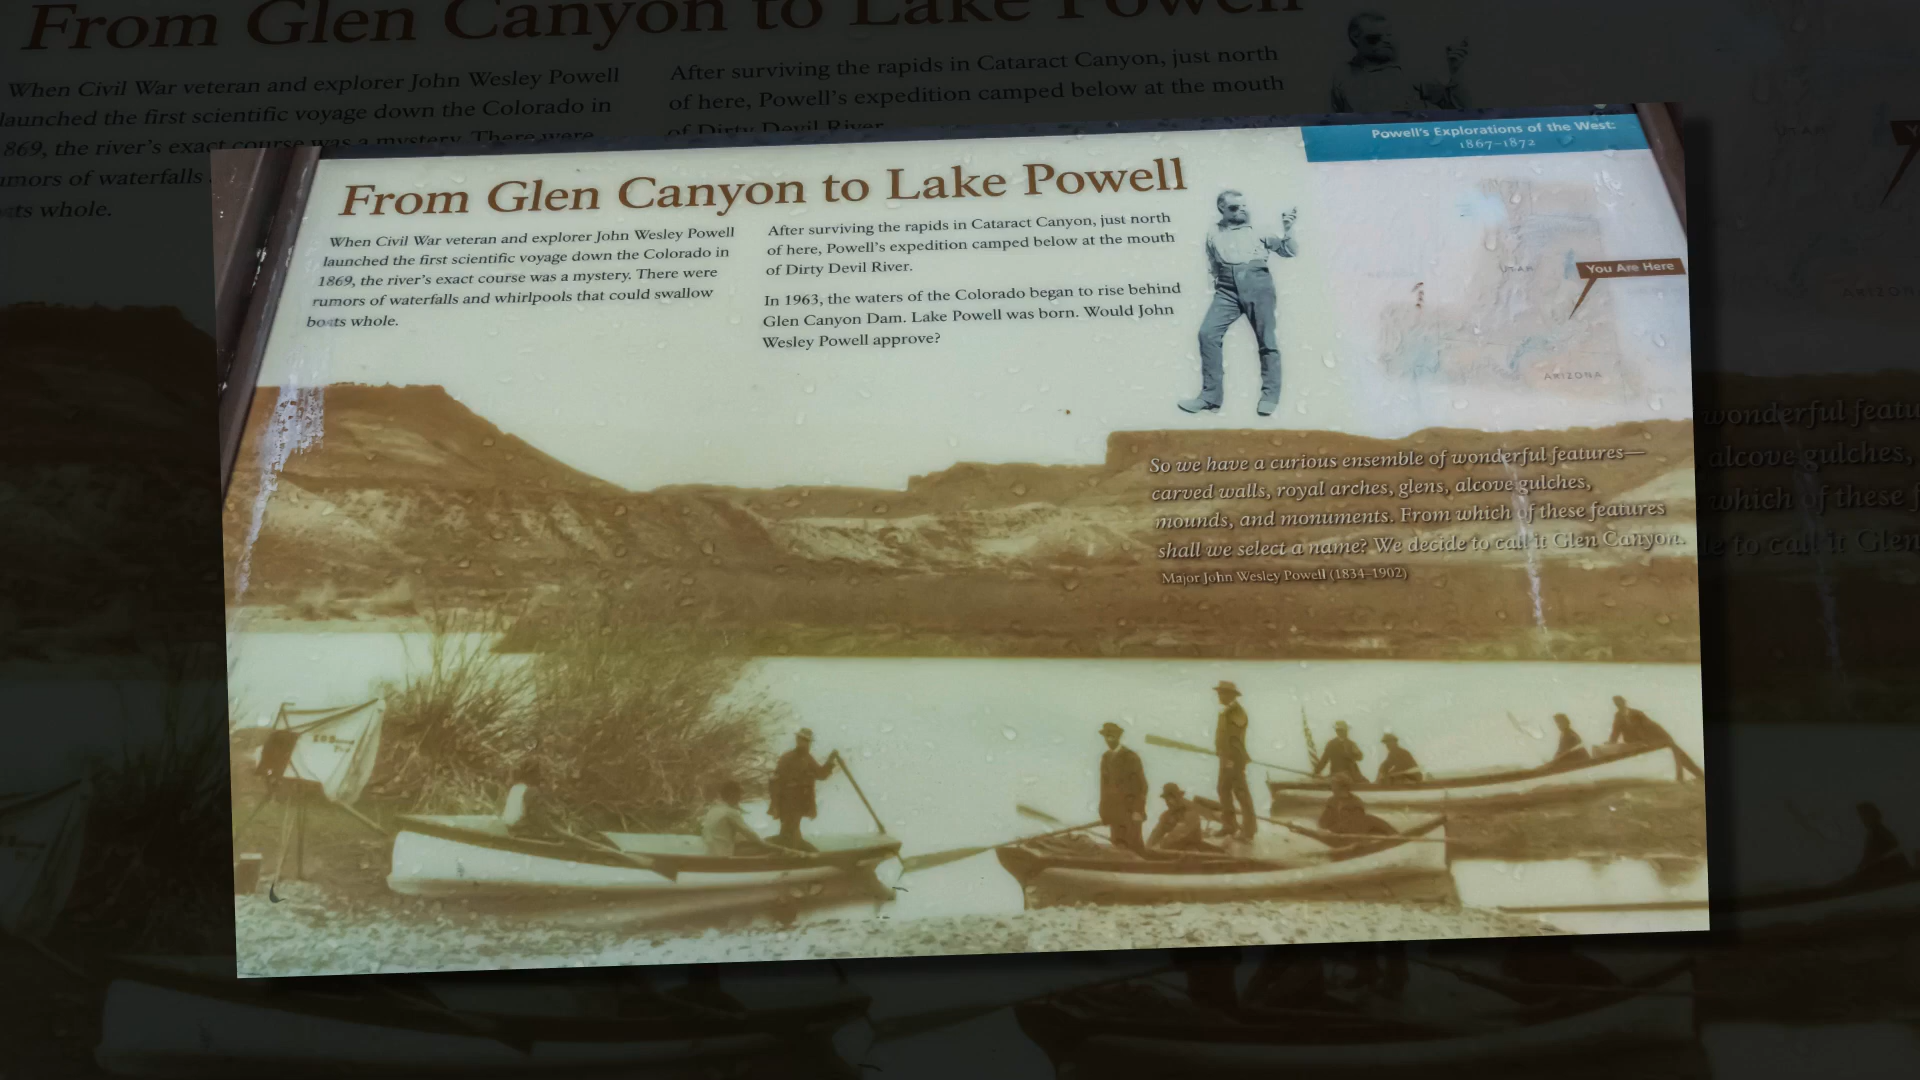 From Glen Canyon to Lake Powell
When Civil War veteran and explorer John Wesley Powell
launched the first scientific voyage down the Colorado in
1869, the river's exact course was a mystery. There were
rumors of waterfalls and whirlpools that could swallow
boats whole.
After surviving the rapids in Cataract Canyon, just north
of here, Powell's expedition camped below at the mouth
of Dirty Devil River.
In 1963, the waters of the Colorado began to rise behind
Glen Canyon Dam. Lake Powell was born. Would John
Wesley Powell approve?
Powell's Explorations of the West:
1867–1872
UTAH
You Are Here
ARIZONA
So we have a curious ensemble of wonderful features—
carved walls, royal arches, glens, alcove gulches,
mounds, and monuments. From which of these features
shall we select a name? We decide to call it Glen Canyon.
Major John Wesley Powell (1834–1902)